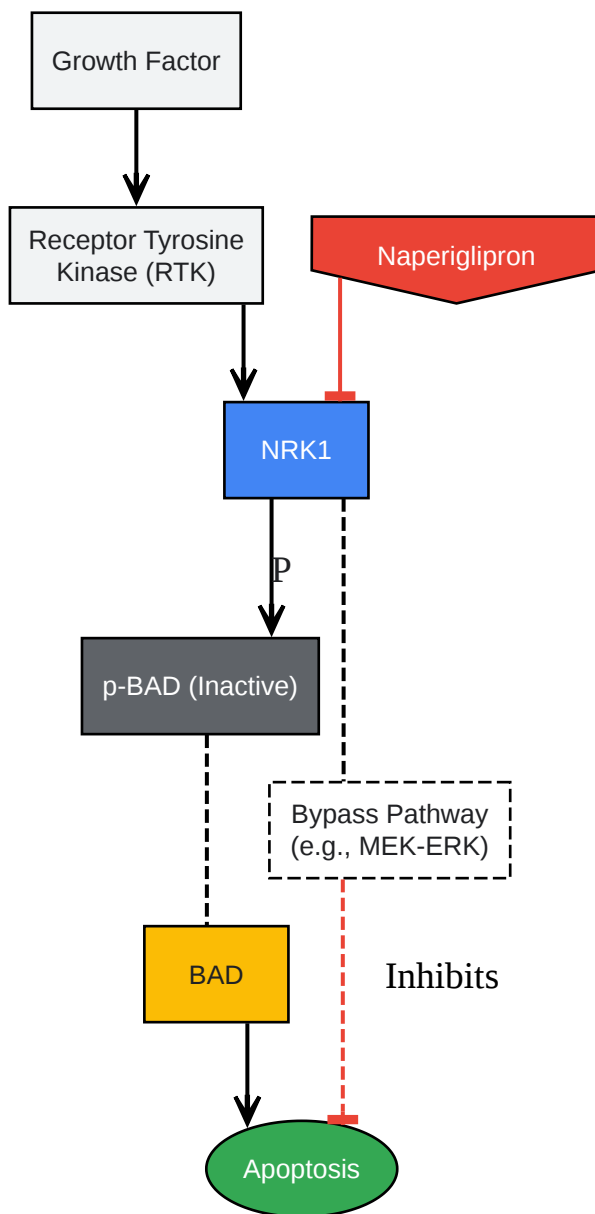 Growth Factor
Receptor Tyrosine
Kinase (RTK)
Naperiglipron
NRK1
P
p-BAD (Inactive)
Bypass Pathway
(e.g., MEK-ERK)
BAD
Inhibits
Apoptosis